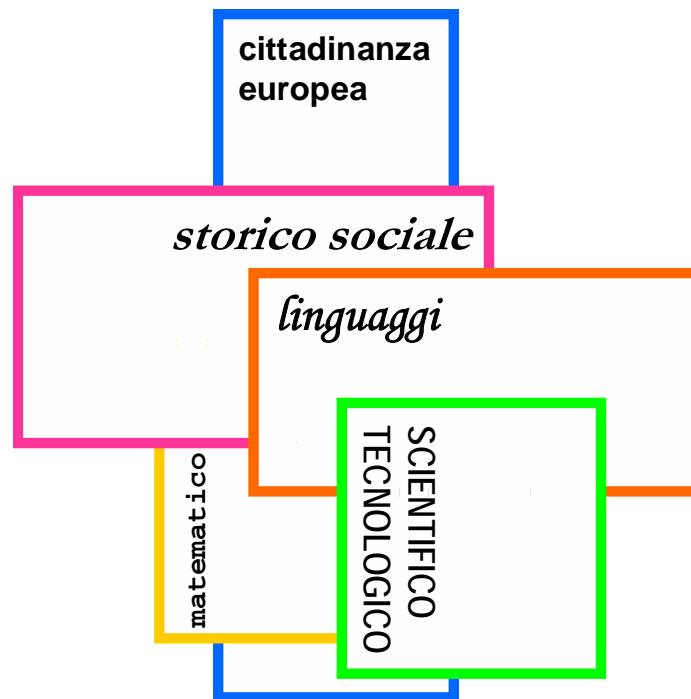 cittadinanza
europea
storico sociale
linguaggi
matematico
SCIENTIFICO
TECNOLOGICO